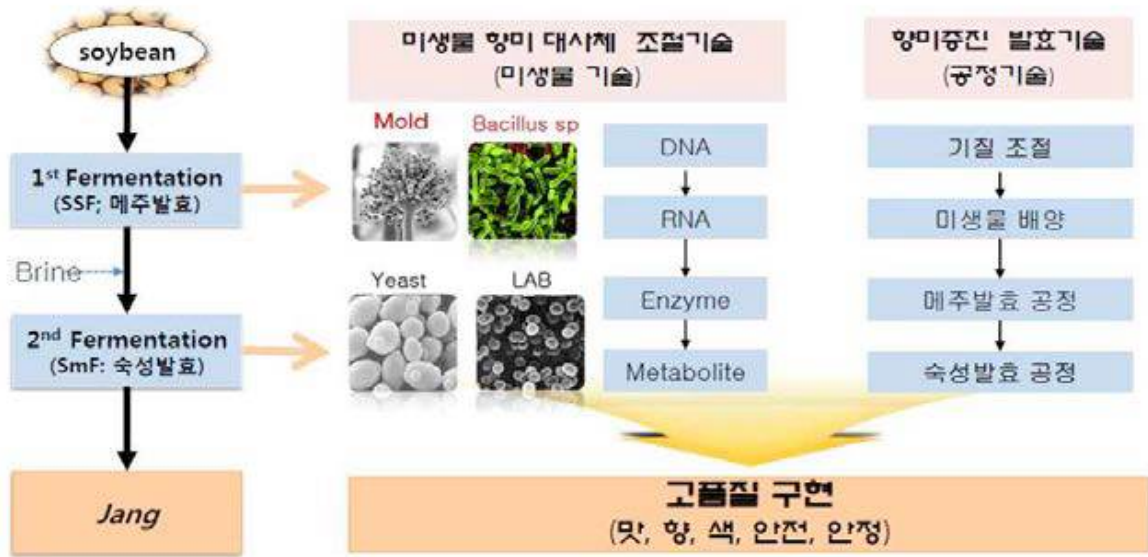 soybean
1st Fermentation
(SSF; 메주발효)
Brine
2nd Fermentation
(SmF: 숙성발효)
Jang
미생물 향미 대사체 조절기술
(미생물 기술)
Mold
Bacillus sp
Yeast
LAB
DNA
RNA
Enzyme
Metabolite
향미증진 발효기술
(공정기술)
기질 조절
미생물 배양
메주발효 공정
숙성발효 공정
고품질 구현
(맛, 향, 색, 안전, 안정)